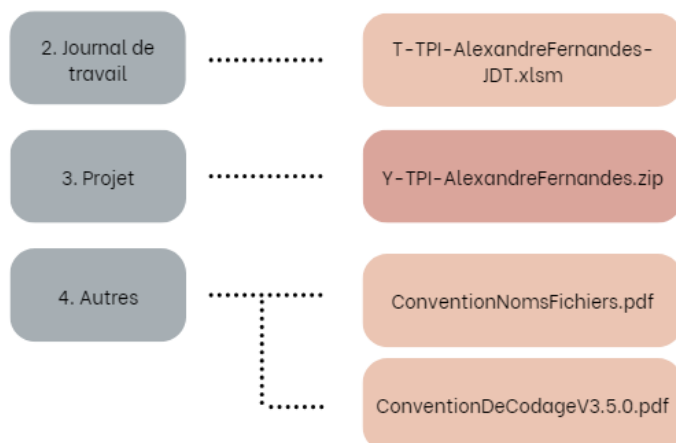 2. Journal de
travail
T-TPI-AlexandreFernandes-
JDT.xlsm
3. Projet
Y-TPI-AlexandreFernandes.zip
4. Autres
ConventionNomsFichiers.pdf
ConventionDeCodageV3.5.0.pdf